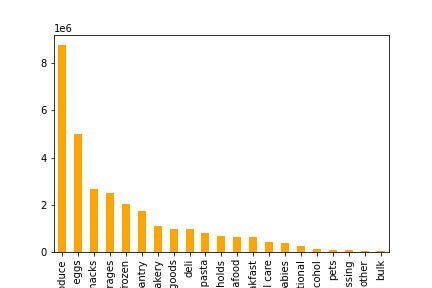 1e6
8
6
4
2
0
oduce
eggs
nacks
rages
rozen
antry
akery
goods
deli
pasta
holds
afood
kfast
l care
abies
tional
cohol
pets
ssing
other
bulk